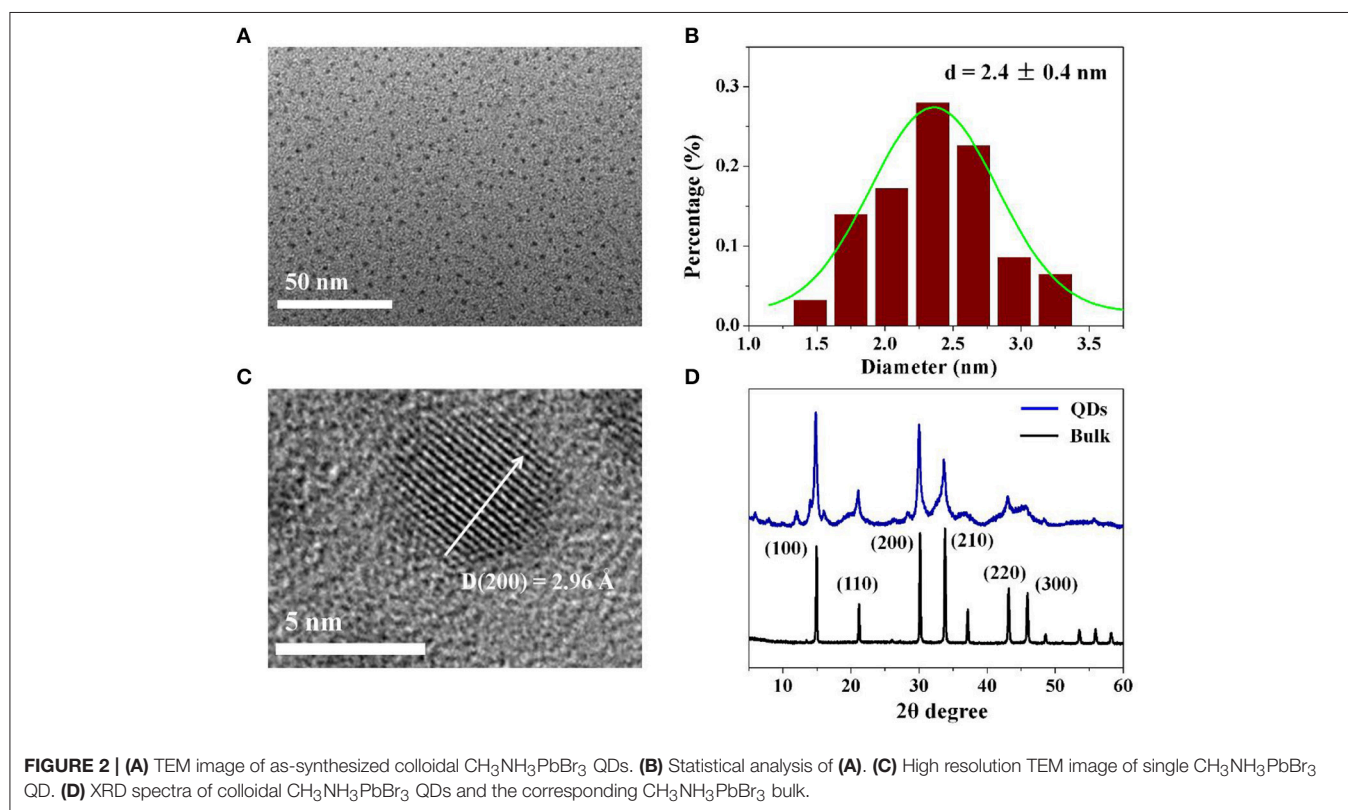 A
50 nm
B
d = 2.4 ± 0.4 nm
Percentage (%)
0.3
0.2
0.1
0.0
1.0 1.5 2.0 2.5 3.0 3.5
Diameter (nm)
C
D(200) = 2.96 Å
5 nm
D
QDs
Bulk
(100)
(110)
(200)
(210)
(220)
(300)
10 20 30 40 50 60
2θ degree
FIGURE 2 | (A) TEM image of as-synthesized colloidal CH₃NH₃PbBr₃ QDs. (B) Statistical analysis of (A). (C) High resolution TEM image of single CH₃NH₃PbBr₃
QD. (D) XRD spectra of colloidal CH₃NH₃PbBr₃ QDs and the corresponding CH₃NH₃PbBr₃ bulk.